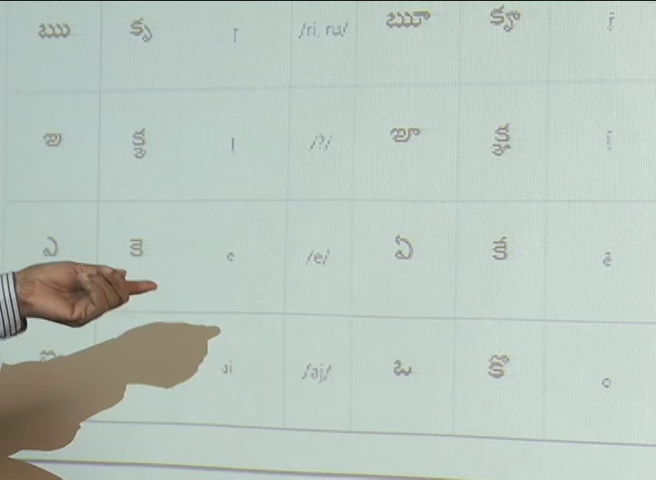 ఋ కృ ṛ /ri, ru/ ౠ కౄ
ఌ కౢ ḷ /?/ ౡ కౣ
ఎ కె e /e/ ఏ కే ē
ఐ ai /aj/ ఒ కొ o